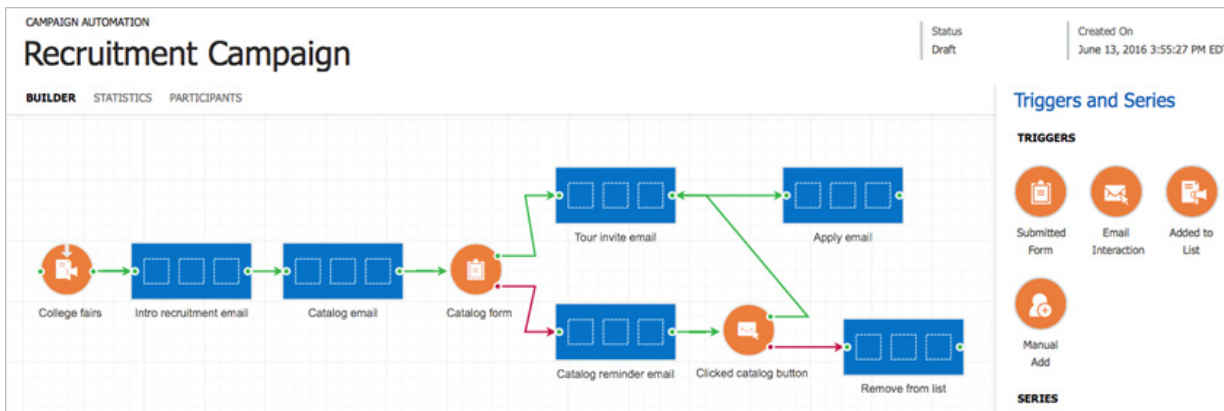 CAMPAIGN AUTOMATION
Recruitment Campaign
Status
Draft
Created On
June 13, 2016 3:55:27 PM EDT
BUILDER STATISTICS PARTICIPANTS
Triggers and Series
TRIGGERS
Submitted
Form
Email
Interaction
Added to
List
Manual
Add
SERIES
Tour invite email
Apply email
College fairs
Intro recruitment email
Catalog email
Catalog form
Catalog reminder email
Clicked catalog button
Remove from list